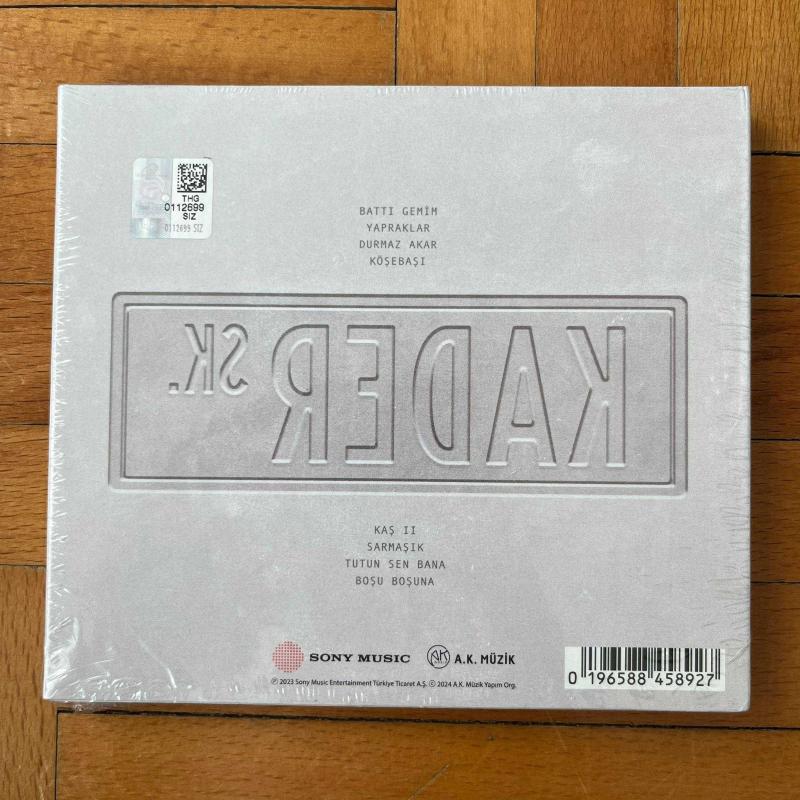 THG
0112699
SIZ
0112699 SIZ
BATTI GEMİM
YAPRAKLAR
DURMAZ AKAR
KÖŞEBAŞI
KADER SK.
KAŞ II
SARMAŞIK
TUTUN SEN BANA
BOŞU BOŞUNA
SONY MUSIC
AK
A.K. MÜZİK
℗ 2023 Sony Music Entertainment Türkiye Ticaret A.Ş. © 2024 A.K. Müzik Yapım Org.
0 196588 458927